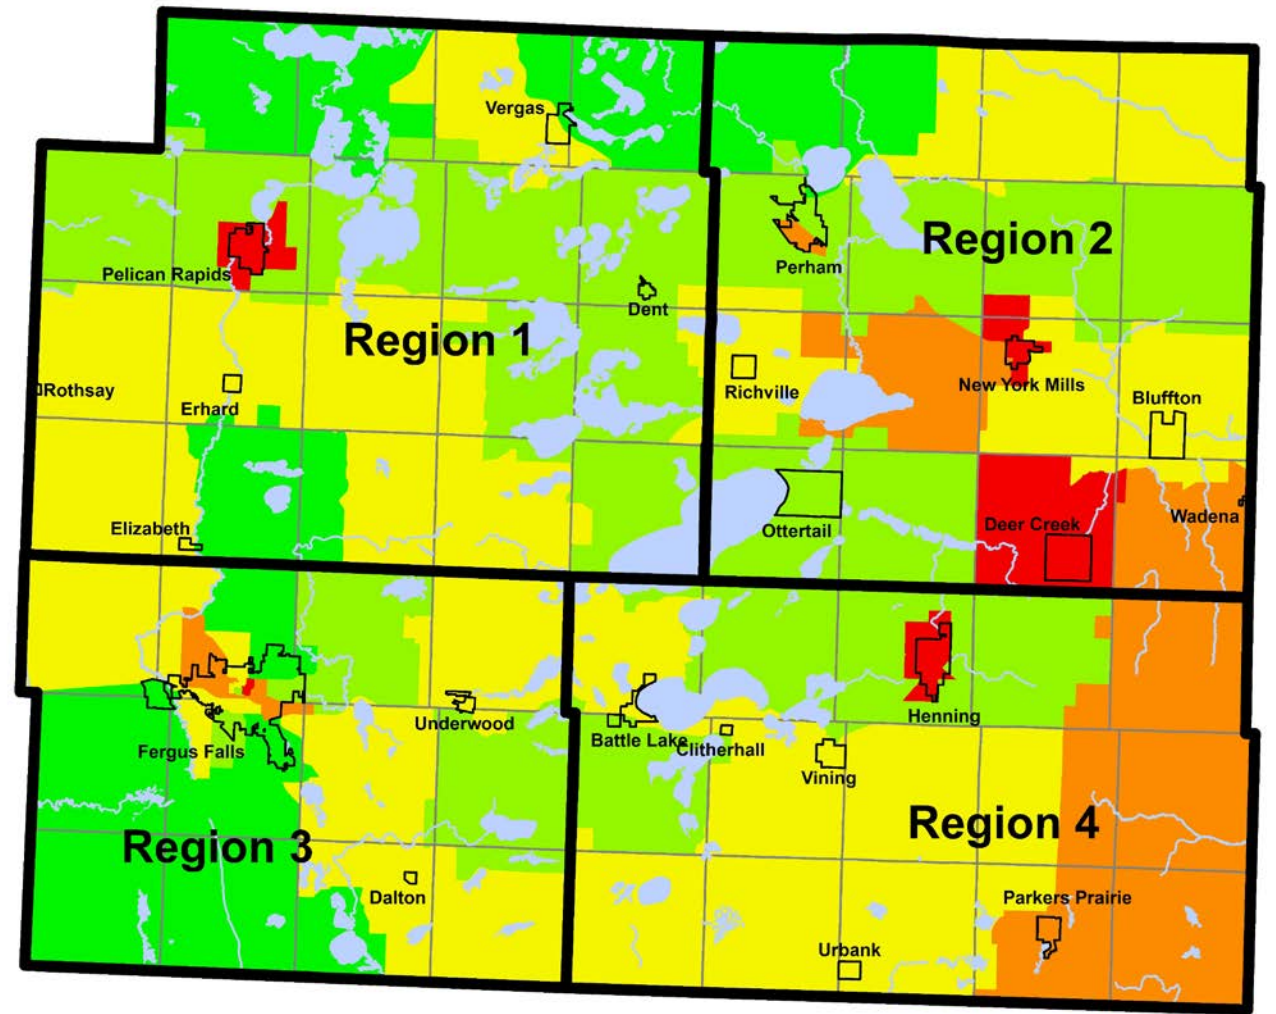 Vergas
Region 2
Perham
Pelican Rapids
Dent
Region 1
New York Mills
Richville
Rothsay
Bluffton
Erhard
Wadena
Deer Creek
Elizabeth
Ottertail
Henning
Underwood
Battle Lake
Clitherhall
Fergus Falls
Vining
Region 4
Region 3
Dalton
Parkers Prairie
Urbank